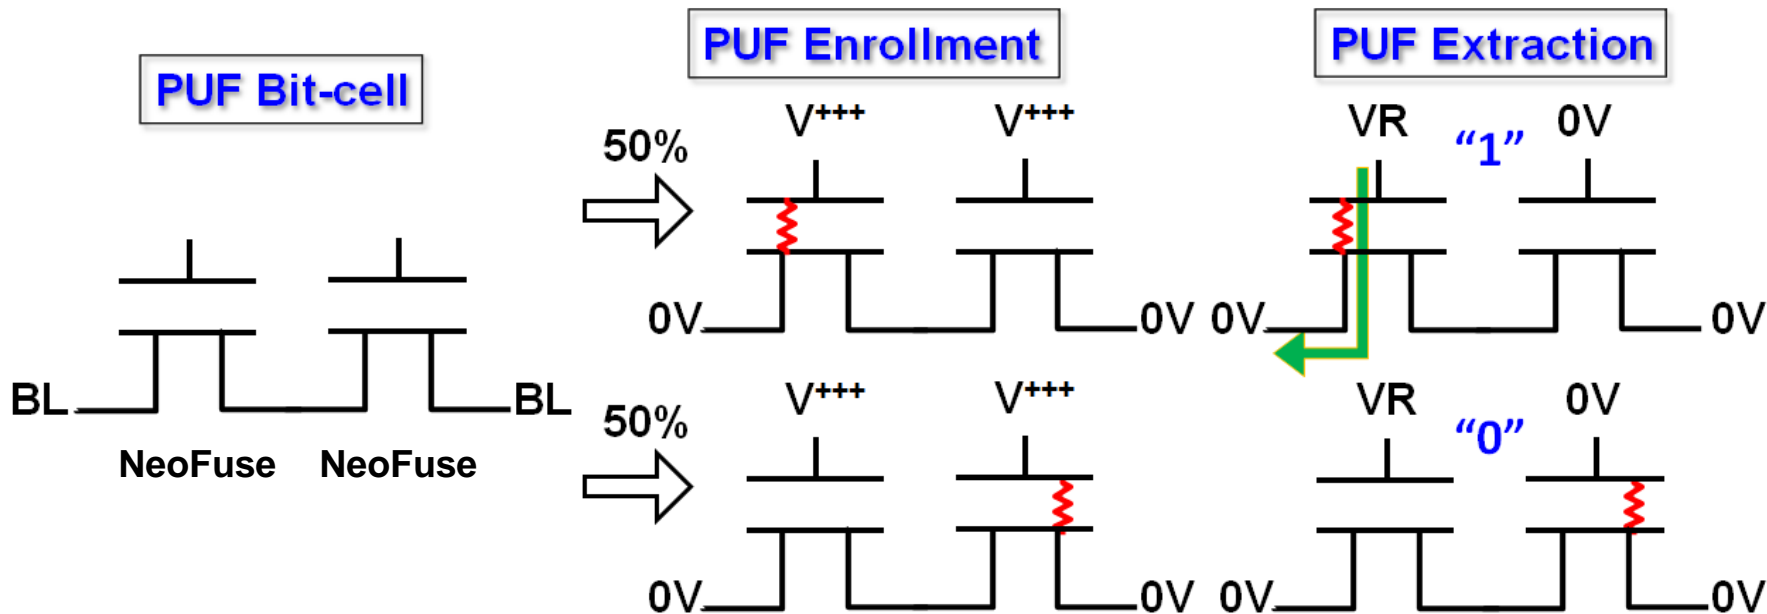 PUF Bit-cell
BL
BL
NeoFuse NeoFuse
PUF Enrollment
50%
V+++ V+++
0V 0V
50%
V+++ V+++
0V 0V
PUF Extraction
VR “1” 0V
0V 0V
VR “0” 0V
0V 0V